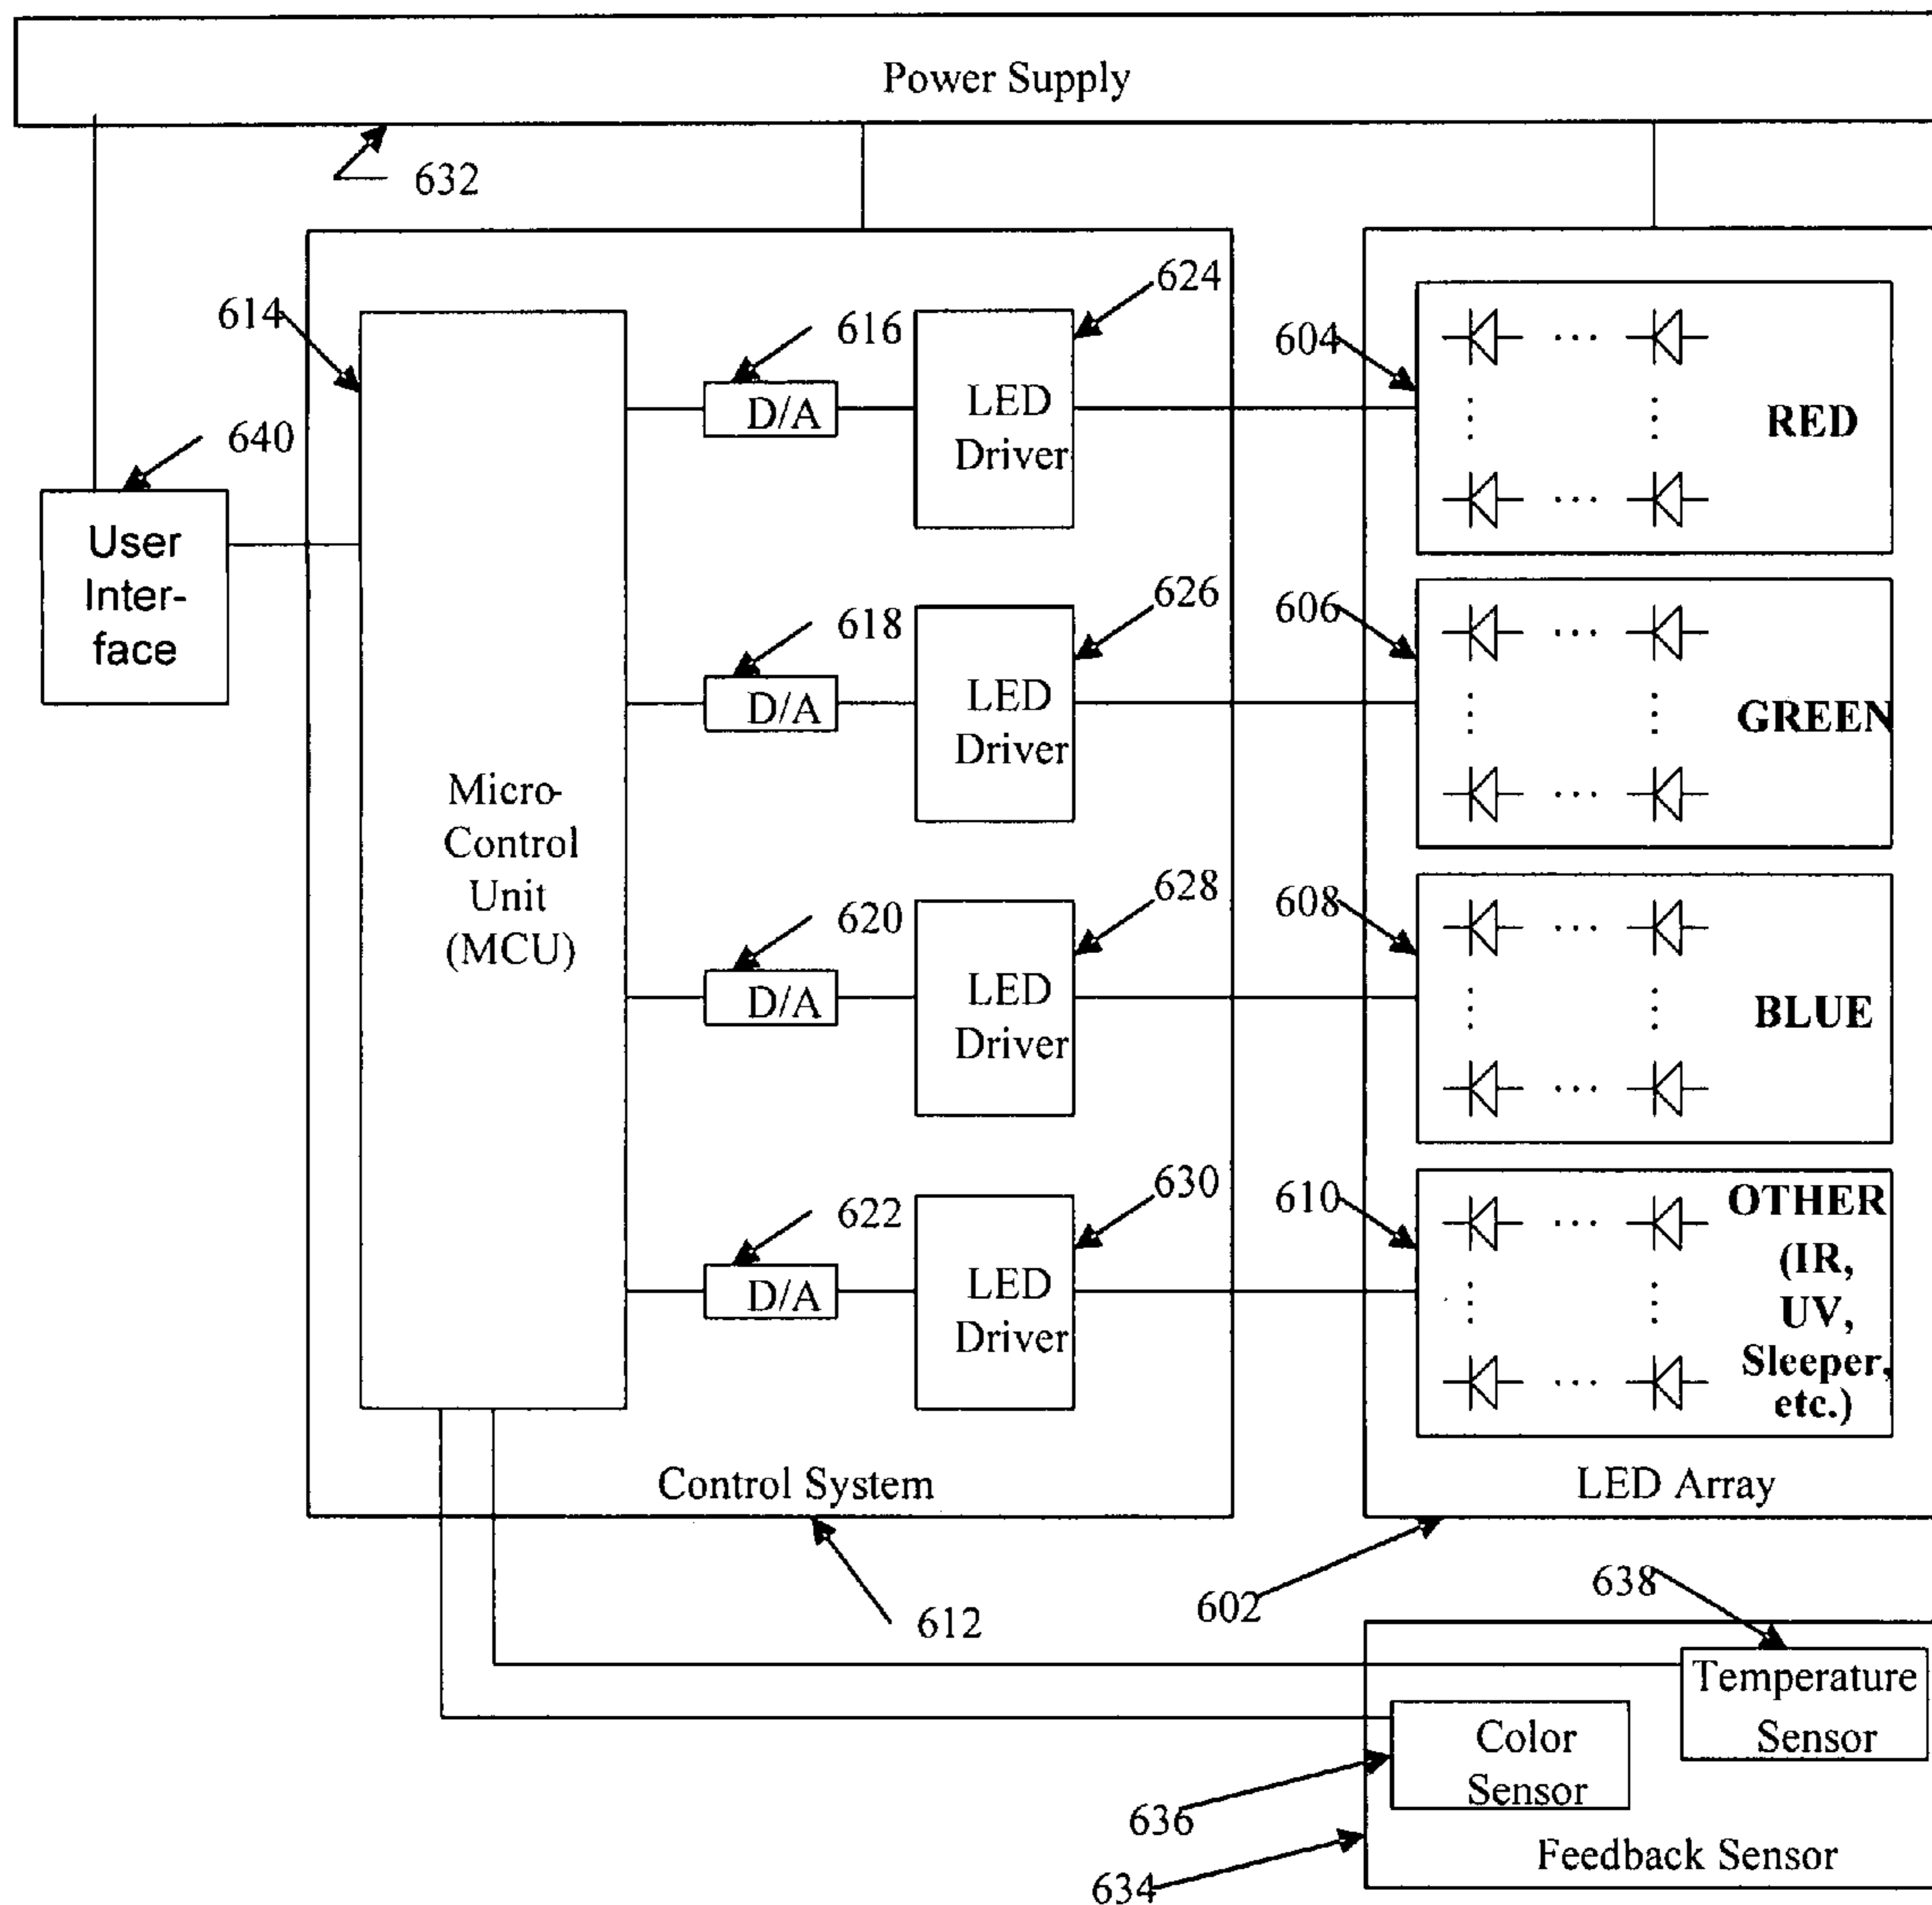 Power Supply
632
614
616
624
604
D/A
LED
Driver
RED
640
User
Inter-
face
618
626
606
D/A
LED
Driver
GREEN
Micro-
Control
Unit
(MCU)
620
628
608
D/A
LED
Driver
BLUE
622
630
610
D/A
LED
Driver
OTHER
(IR,
UV,
Sleeper,
etc.)
Control System
LED Array
612
602
638
Temperature
Sensor
Color
Sensor
636
634
Feedback Sensor